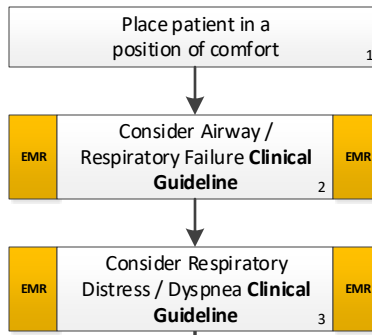 Place patient in a
position of comfort
1
EMR
Consider Airway /
Respiratory Failure Clinical
Guideline
2
EMR
EMR
Consider Respiratory
Distress / Dyspnea Clinical
Guideline
3
EMR